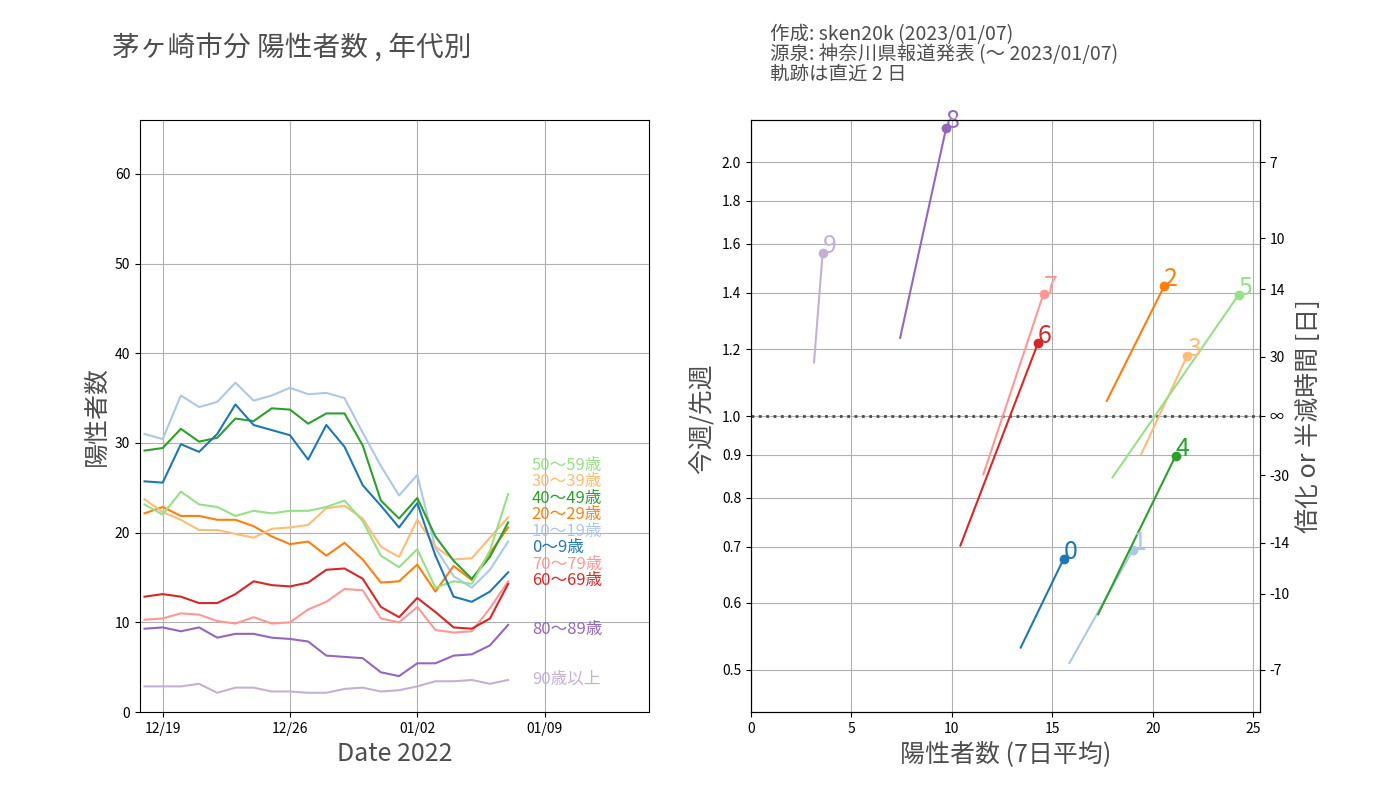 茅ヶ崎市分 陽性者数 , 年代別
作成: sken20k (2023/01/07)
源泉: 神奈川県報道発表 (〜 2023/01/07)
軌跡は直近 2 日
陽性者数
60
50
40
30
20
10
0
12/19
12/26
01/02
01/09
Date 2022
50〜59歳
30〜39歳
40〜49歳
20〜29歳
10〜19歳
0〜9歳
70〜79歳
60〜69歳
80〜89歳
90歳以上
今週/先週
2.0
1.8
1.6
1.4
1.2
1.0
0.9
0.8
0.7
0.6
0.5
0
5
10
15
20
25
陽性者数 (7日平均)
8
9
7
2
5
6
3
4
1
0
7
10
14
30
∞
-30
-14
-10
-7
倍化 or 半減時間 [日]